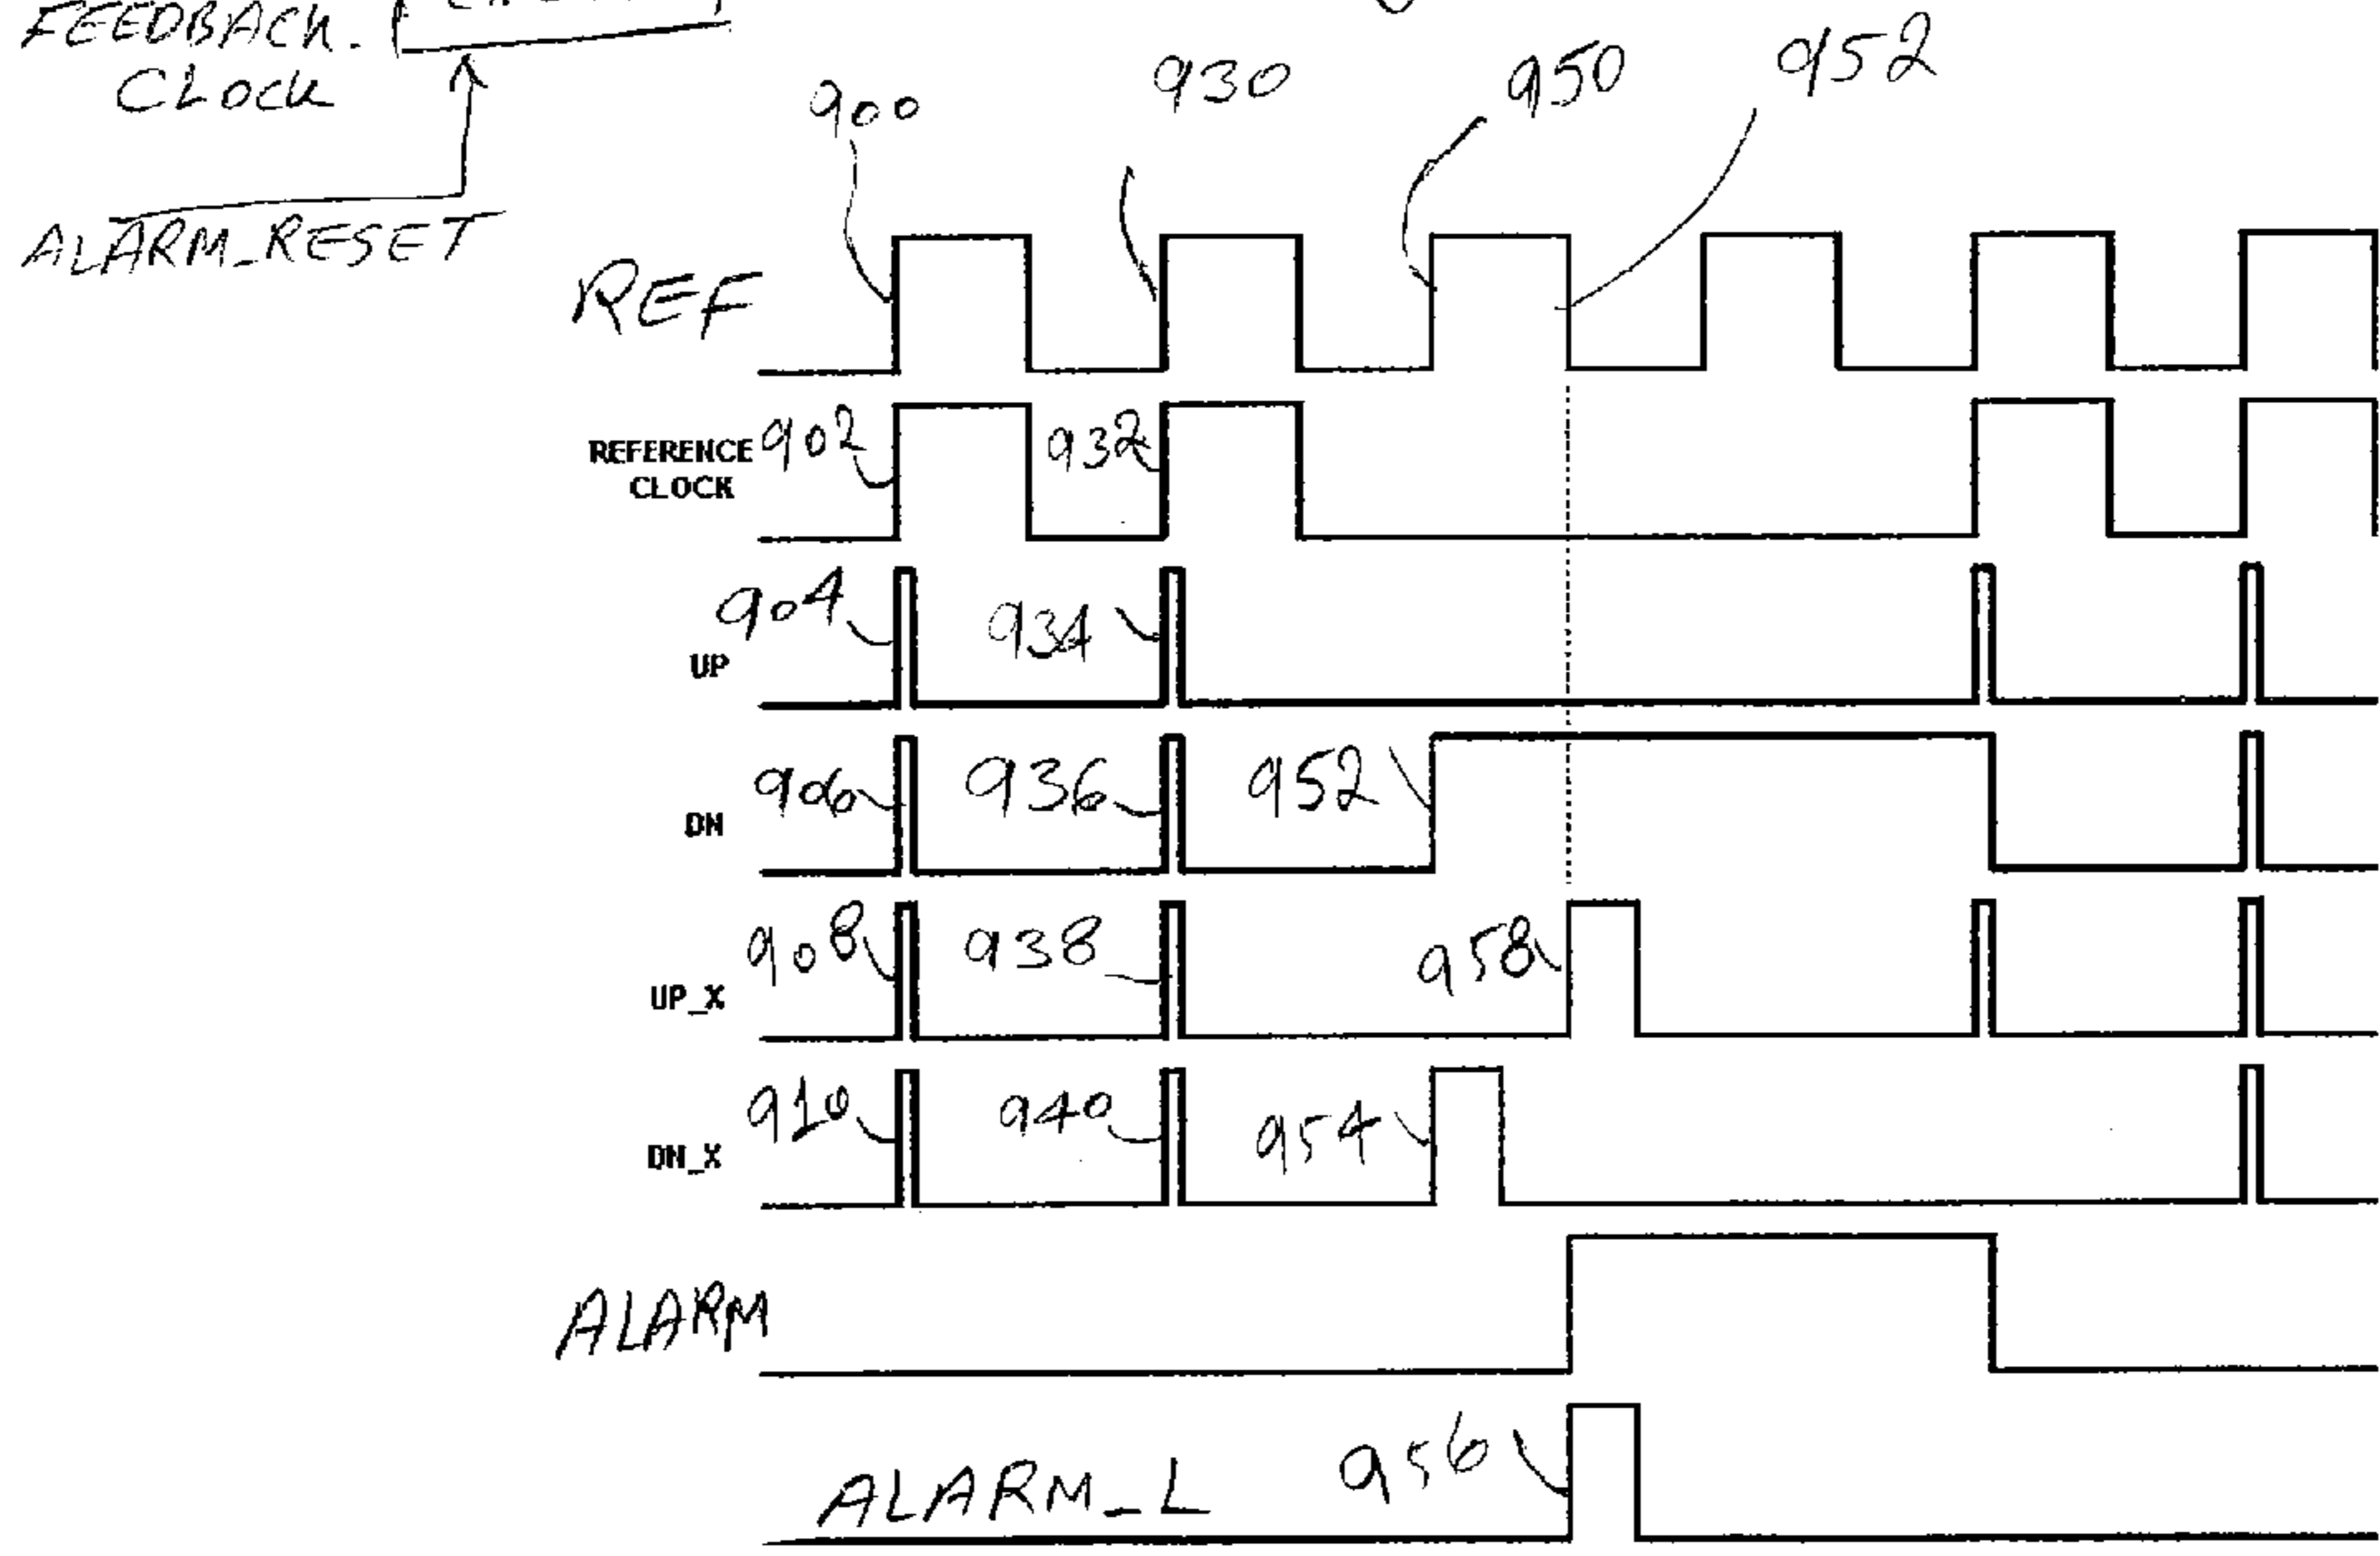 FEEDBACK.
CLOCK
ALARM_RESET
900
930
950
952
REF
REFERENCE
CLOCK
902
932
904
934
UP
906
936
952
DN
908
938
958
UP_X
910
940
954
DN_X
ALARM
ALARM_L
956